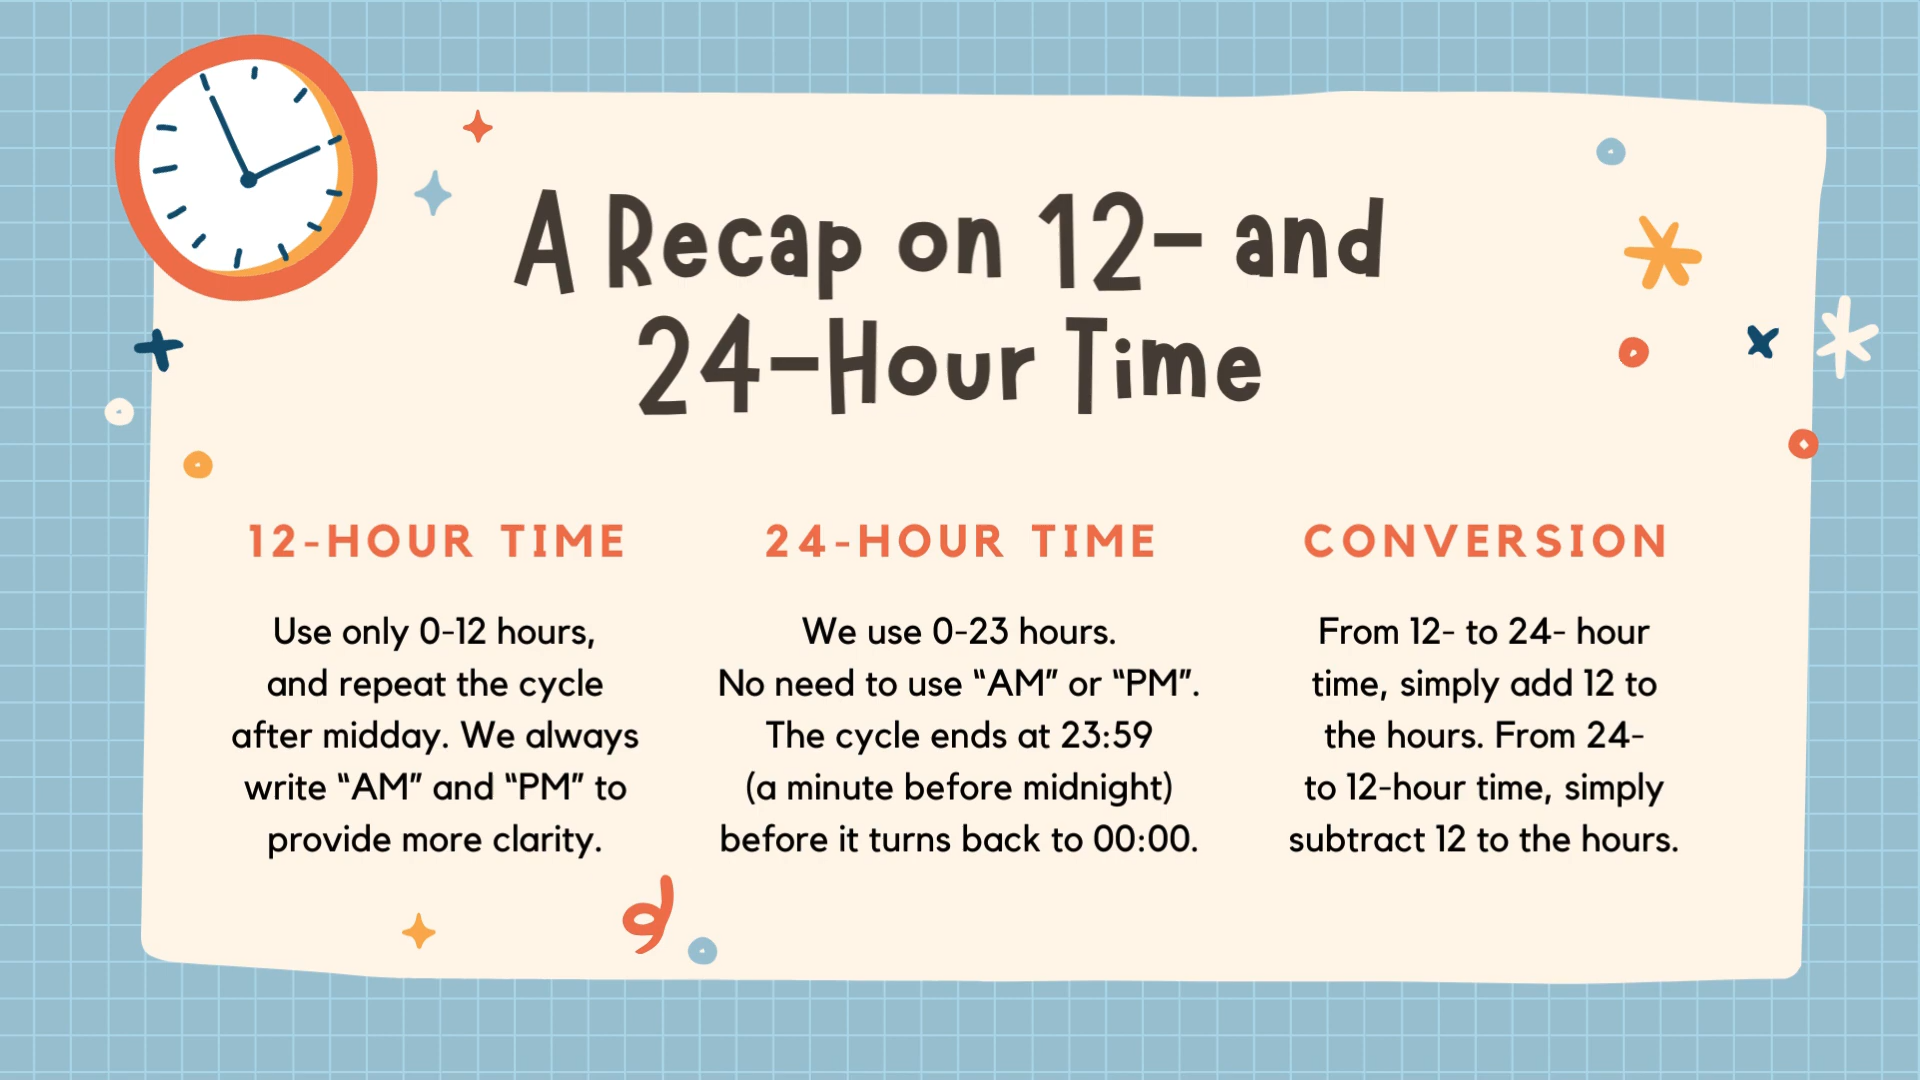 A Recap on 12- and
24-Hour Time
12-HOUR TIME
Use only 0-12 hours,
and repeat the cycle
after midday. We always
write “AM” and “PM” to
provide more clarity.
24-HOUR TIME
We use 0-23 hours.
No need to use “AM” or “PM”.
The cycle ends at 23:59
(a minute before midnight)
before it turns back to 00:00.
CONVERSION
From 12- to 24- hour
time, simply add 12 to
the hours. From 24-
to 12-hour time, simply
subtract 12 to the hours.